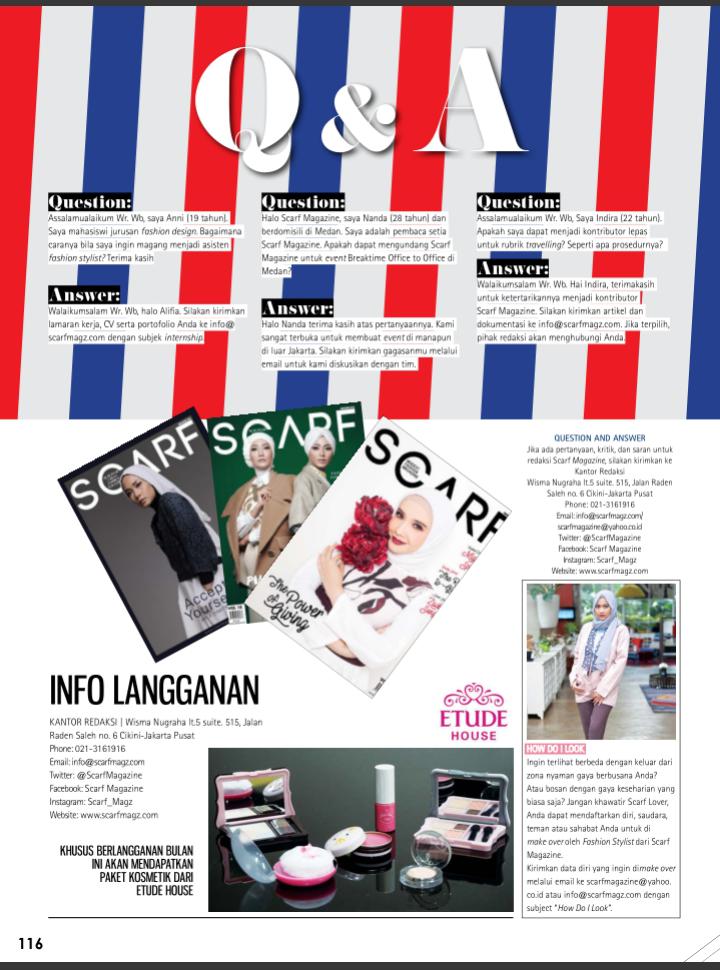 Q & A
Question:
Assalamualaikum Wr. Wb, saya Anni (19 tahun).
Saya mahasiswi jurusan fashion design. Bagaimana
caranya bila saya ingin magang menjadi asisten
fashion stylist? Terima kasih
Answer:
Walaikumsalam Wr. Wb, halo Alifia. Silakan kirimkan
lamaran kerja, CV serta portofolio Anda ke info@
scarfmagz.com dengan subjek internship.
Question:
Halo Scarf Magazine, saya Nanda (28 tahun) dan
berdomisili di Medan. Saya adalah pembaca setia
Scarf Magazine. Apakah dapat mengundang Scarf
Magazine untuk event Breaktime Office to Office di
Medan?
Answer:
Halo Nanda terima kasih atas pertanyaannya. Kami
sangat terbuka untuk membuat event di manapun
di luar Jakarta. Silakan kirimkan gagasanmu melalui
email untuk kami diskusikan dengan tim.
Question:
Assalamualaikum Wr. Wb, Saya Indira (22 tahun).
Apakah saya dapat menjadi kontributor lepas
untuk rubrik travelling? Seperti apa prosedurnya?
Answer:
Walaikumsalam Wr. Wb. Hai Indira, terimakasih
untuk ketertarikannya menjadi kontributor
Scarf Magazine. Silakan kirimkan artikel dan
dokumentasi ke info@scarfmagz.com. Jika terpilih,
pihak redaksi akan menghubungi Anda.
SCARF
Accept
Yourself
SCARF
SCARF
The Power
of Giving
QUESTION AND ANSWER
Jika ada pertanyaan, kritik, dan saran untuk
redaksi Scarf Magazine, silakan kirimkan ke
Kantor Redaksi
Wisma Nugraha lt.5 suite. 515, Jalan Raden
Saleh no. 6 Cikini-Jakarta Pusat
Phone: 021-3161916
Email: info@scarfmagz.com/
scarfmagazine@yahoo.co.id
Twitter: @ScarfMagazine
Facebook: Scarf Magazine
Instagram: Scarf_Magz
Website: www.scarfmagz.com
INFO LANGGANAN
KANTOR REDAKSI | Wisma Nugraha lt.5 suite. 515, Jalan
Raden Saleh no. 6 Cikini-Jakarta Pusat
Phone: 021-3161916
Email: info@scarfmagz.com
Twitter: @ScarfMagazine
Facebook: Scarf Magazine
Instagram: Scarf_Magz
Website: www.scarfmagz.com
KHUSUS BERLANGGANAN BULAN
INI AKAN MENDAPATKAN
PAKET KOSMETIK DARI
ETUDE HOUSE
ETUDE
HOUSE
HOW DO I LOOK
Ingin terlihat berbeda dengan keluar dari
zona nyaman gaya berbusana Anda?
Atau bosan dengan gaya keseharian yang
biasa saja? Jangan khawatir Scarf Lover,
Anda dapat mendaftarkan diri, saudara,
teman atau sahabat Anda untuk di
make over oleh Fashion Stylist dari Scarf
Magazine.
Kirimkan data diri yang ingin di make over
melalui email ke scarfmagazine@yahoo.
co.id atau info@scarfmagz.com dengan
subject "How Do I Look".
116